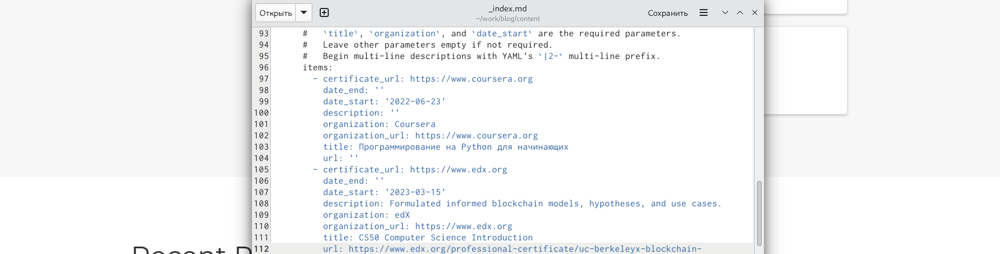 Открыть
_index.md
~/work/blog/content
Сохранить
93 #   `title`, `organization`, and `date_start` are the required parameters.
94 #   Leave other parameters empty if not required.
95 #   Begin multi-line descriptions with YAML's `|2-` multi-line prefix.
96 items:
97 - certificate_url: https://www.coursera.org
98 date_end: ''
99 date_start: '2022-06-23'
100 description: ''
101 organization: Coursera
102 organization_url: https://www.coursera.org
103 title: Программирование на Python для начинающих
104 url: ''
105 - certificate_url: https://www.edx.org
106 date_end: ''
107 date_start: '2023-03-15'
108 description: Formulated informed blockchain models, hypotheses, and use cases.
109 organization: edX
110 organization_url: https://www.edx.org
111 title: CS50 Computer Science Introduction
112 url: https://www.edx.org/professional-certificate/uc-berkeleyx-blockchain-
Recent